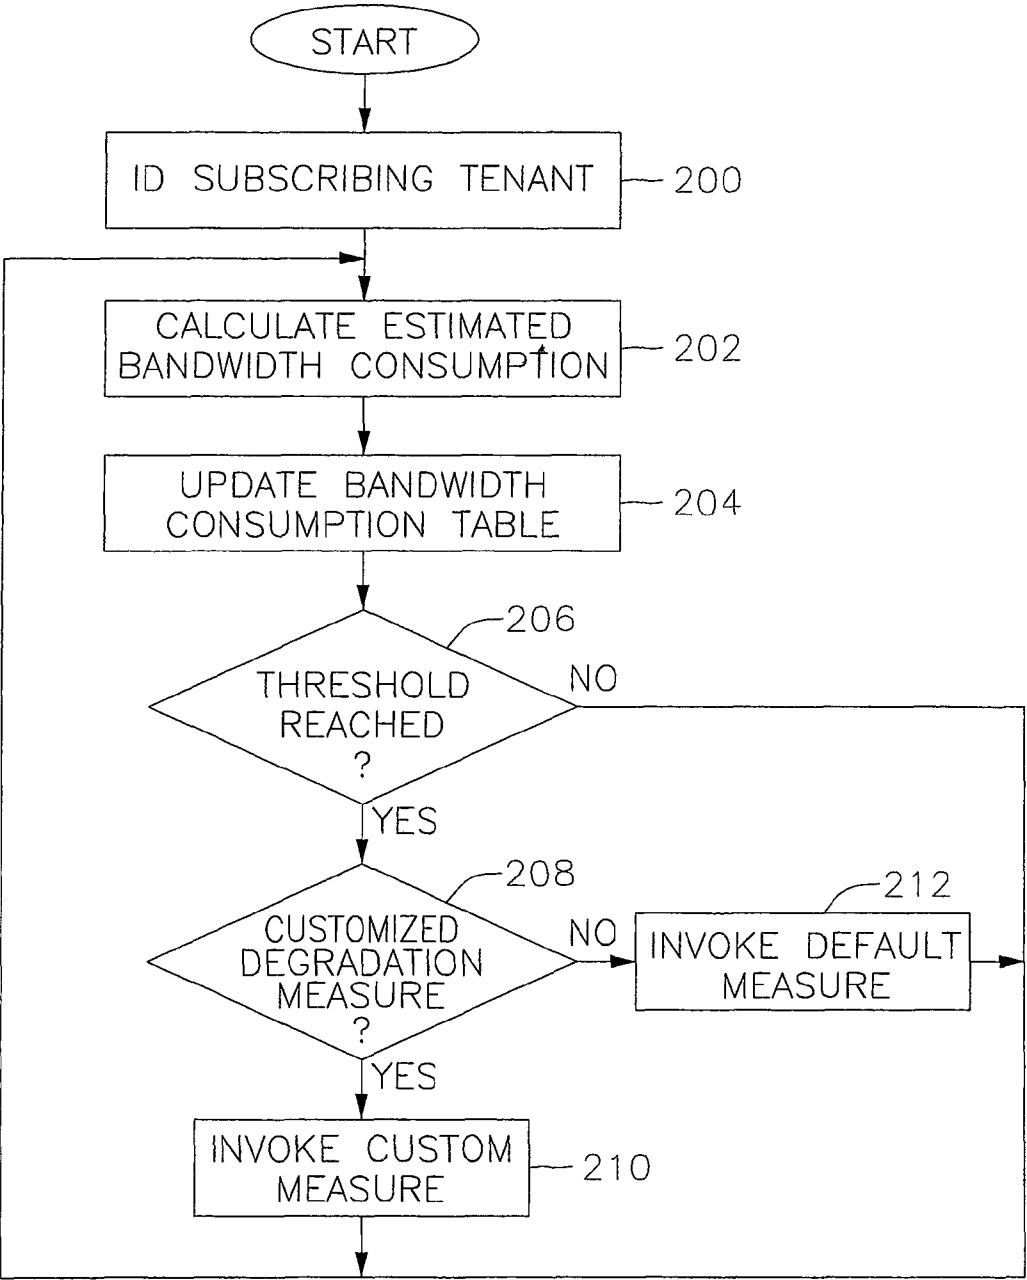 START
ID SUBSCRIBING TENANT
200
CALCULATE ESTIMATED
BANDWIDTH CONSUMPTION
202
UPDATE BANDWIDTH
CONSUMPTION TABLE
204
206
THRESHOLD
REACHED
?
NO
YES
208
CUSTOMIZED
DEGRADATION
MEASURE
?
NO
212
INVOKE DEFAULT
MEASURE
YES
INVOKE CUSTOM
MEASURE
210